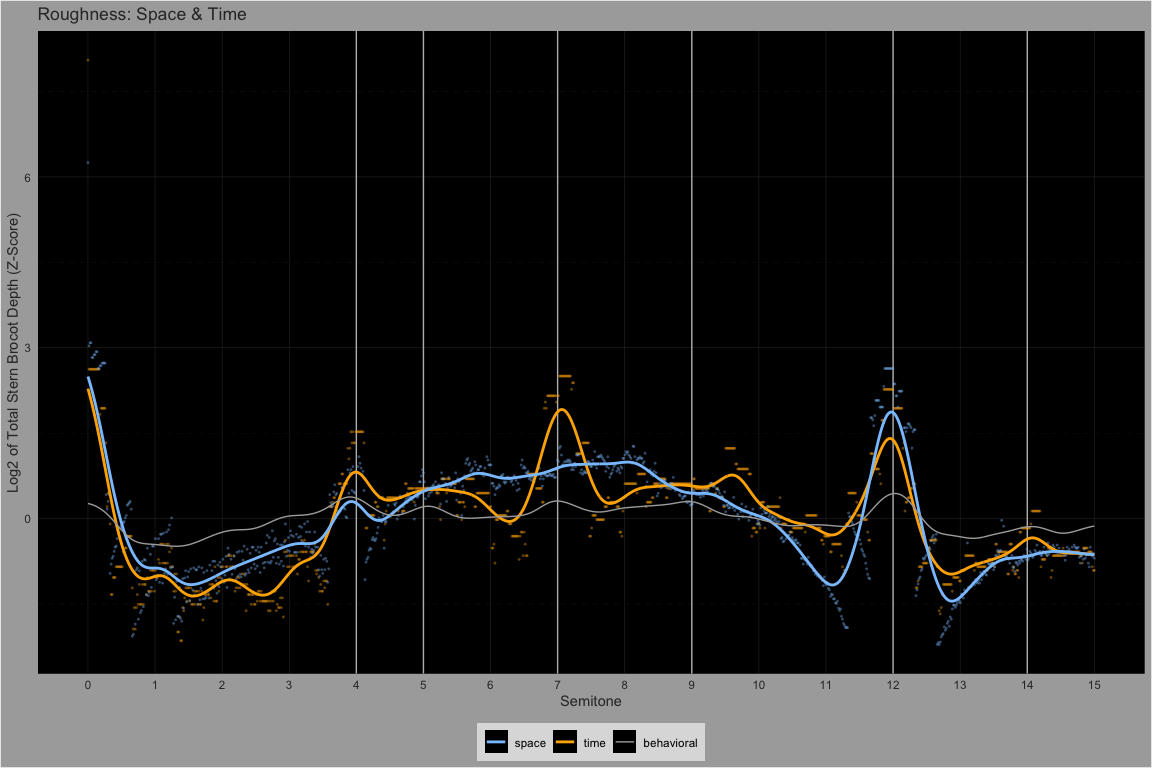 Roughness: Space & Time
Log2 of Total Stern Brocot Depth (Z-Score)
6
3
0
0 1 2 3 4 5 6 7 8 9 10 11 12 13 14 15
Semitone
space time behavioral